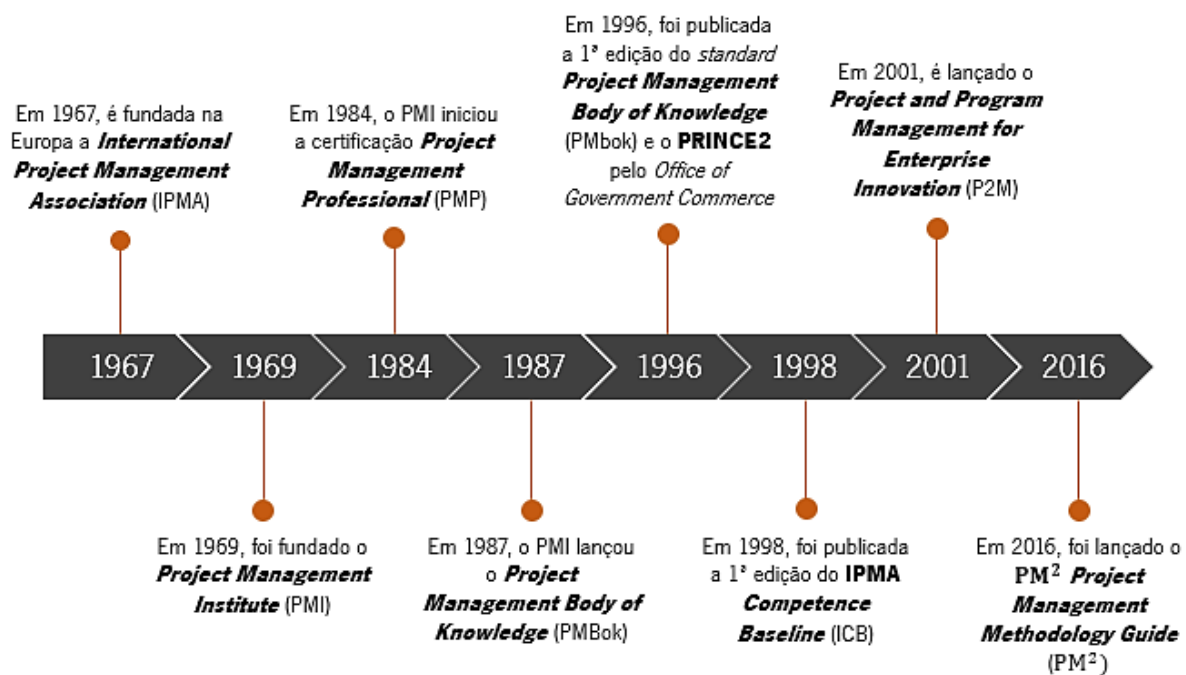 Em 1967, é fundada na
Europa a International
Project Management
Association (IPMA)
Em 1984, o PMI iniciou
a certificação Project
Management
Professional (PMP)
Em 1996, foi publicada
a 1ª edição do standard
Project Management
Body of Knowledge
(PMbok) e o PRINCE2
pelo Office of
Government Commerce
Em 2001, é lançado o
Project and Program
Management for
Enterprise
Innovation (P2M)
1967
1969
1984
1987
1996
1998
2001
2016
Em 1969, foi fundado o
Project Management
Institute (PMI)
Em 1987, o PMI lançou
o Project
Management Body of
Knowledge (PMBok)
Em 1998, foi publicada
a 1ª edição do IPMA
Competence
Baseline (ICB)
Em 2016, foi lançado o
PM² Project
Management
Methodology Guide
(PM²)